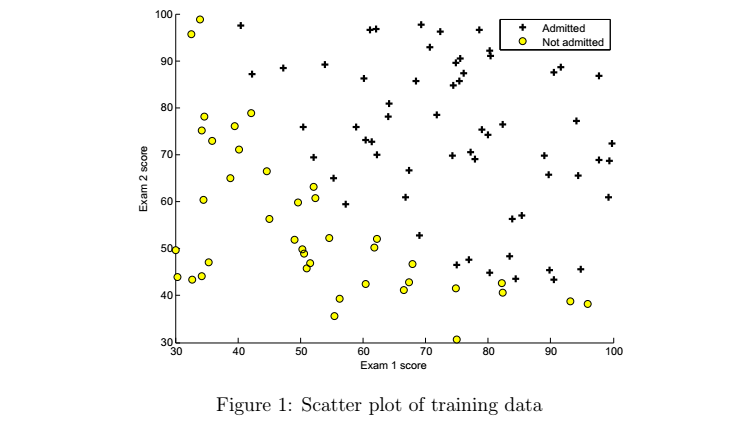 100
90
80
70
60
50
40
30
Exam 2 score
30 40 50 60 70 80 90 100
Exam 1 score
Admitted
Not admitted
Figure 1: Scatter plot of training data